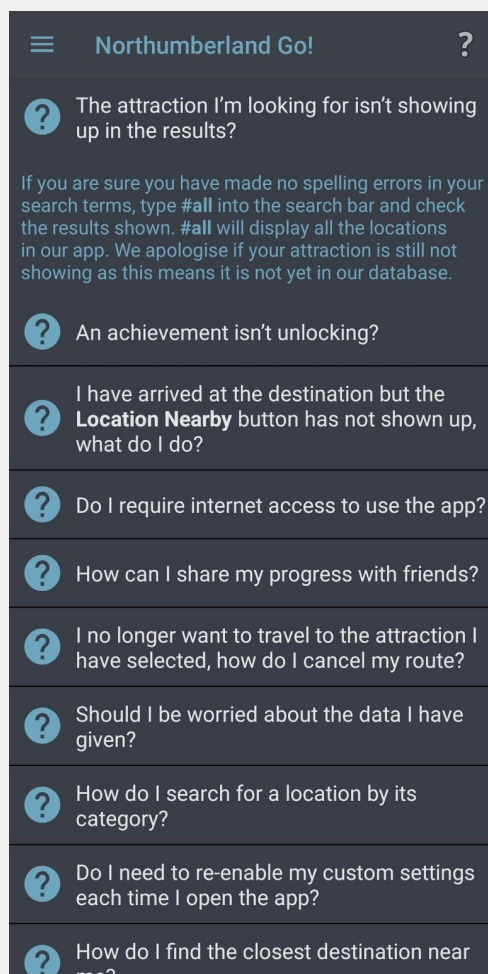 Northumberland Go!
?
The attraction I'm looking for isn't showing
up in the results?
If you are sure you have made no spelling errors in your
search terms, type #all into the search bar and check
the results shown. #all will display all the locations
in our app. We apologise if your attraction is still not
showing as this means it is not yet in our database.
An achievement isn't unlocking?
I have arrived at the destination but the
Location Nearby button has not shown up,
what do I do?
Do I require internet access to use the app?
How can I share my progress with friends?
I no longer want to travel to the attraction I
have selected, how do I cancel my route?
Should I be worried about the data I have
given?
How do I search for a location by its
category?
Do I need to re-enable my custom settings
each time I open the app?
How do I find the closest destination near
me?